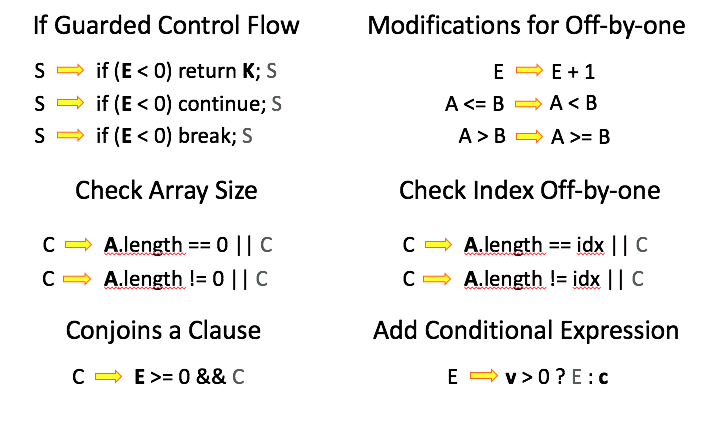 If Guarded Control Flow
S ⇨ if (E < 0) return K; S
S ⇨ if (E < 0) continue; S
S ⇨ if (E < 0) break; S
Modifications for Off-by-one
E ⇨ E + 1
A <= B ⇨ A < B
A > B ⇨ A >= B
Check Array Size
C ⇨ A.length == 0 || C
C ⇨ A.length != 0 || C
Check Index Off-by-one
C ⇨ A.length == idx || C
C ⇨ A.length != idx || C
Conjoins a Clause
C ⇨ E >= 0 && C
Add Conditional Expression
E ⇨ v > 0 ? E : c